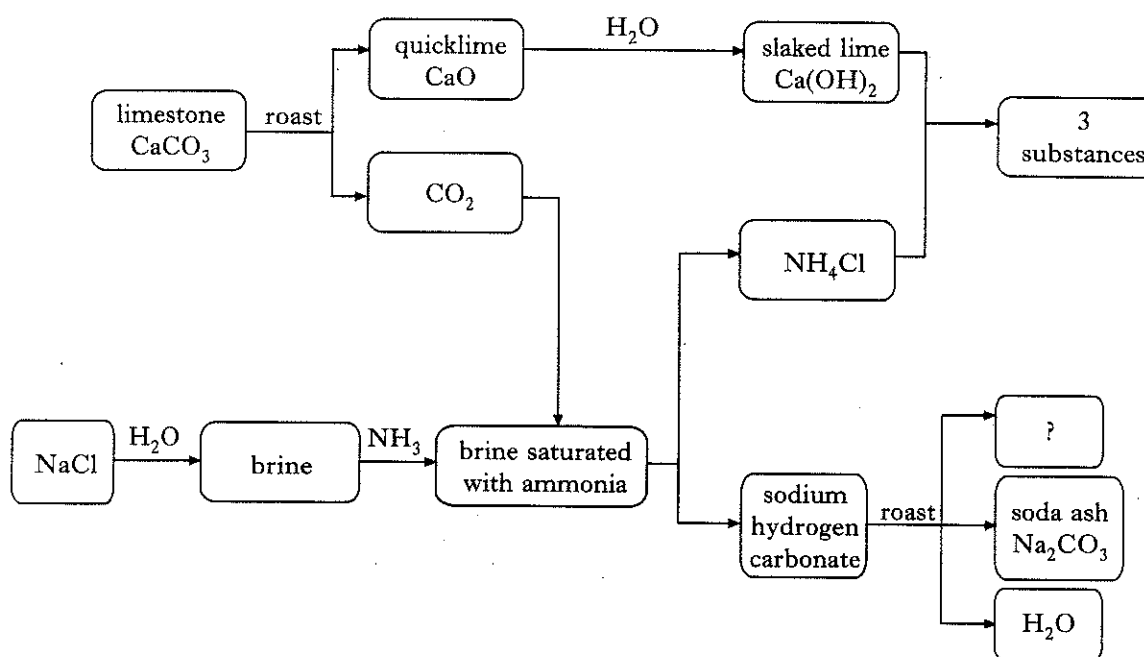 quicklime
CaO
H₂O
slaked lime
Ca(OH)₂
limestone
CaCO₃
roast
3
substances
CO₂
NH₄Cl
NaCl
H₂O
brine
NH₃
brine saturated
with ammonia
sodium
hydrogen
carbonate
roast
?
soda ash
Na₂CO₃
H₂O